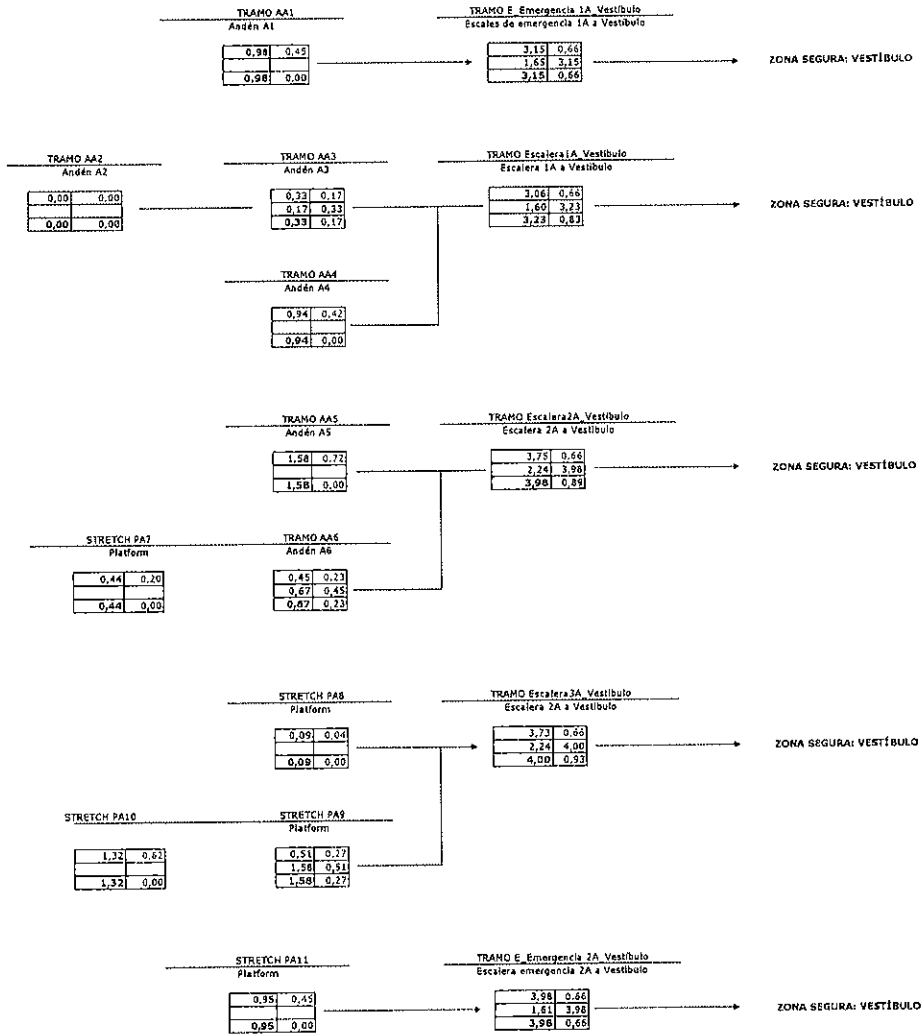 TRAMO AA1
Andén A1
0,98 0,45
0,98 0,00
TRAMO E_Emergencia 1A_Vestíbulo
Escales de emergencia 1A a Vestíbulo
3,15 0,66
1,65 3,15
3,15 0,66
ZONA SEGURA: VESTÍBULO
TRAMO AA2
Andén A2
0,00 0,00
0,00 0,00
TRAMO AA3
Andén A3
0,33 0,17
0,17 0,33
0,33 0,17
TRAMO Escalera1A_Vestíbulo
Escalera 1A a Vestíbulo
3,06 0,66
1,60 3,23
3,23 0,83
ZONA SEGURA: VESTÍBULO
TRAMO AA4
Andén A4
0,94 0,42
0,94 0,00
TRAMO AA5
Andén A5
1,58 0,72
1,58 0,00
TRAMO Escalera2A_Vestíbulo
Escalera 2A a Vestíbulo
3,75 0,66
2,24 3,98
3,98 0,89
ZONA SEGURA: VESTÍBULO
STRETCH PA7
Platform
0,44 0,20
0,44 0,00
TRAMO AA6
Andén A6
0,45 0,23
0,67 0,45
0,67 0,23
STRETCH PA8
Platform
0,09 0,04
0,09 0,00
TRAMO Escalera3A_Vestíbulo
Escalera 2A a Vestíbulo
3,73 0,66
2,24 4,00
4,00 0,93
ZONA SEGURA: VESTÍBULO
STRETCH PA10
1,32 0,62
1,32 0,00
STRETCH PA9
Platform
0,51 0,27
1,58 0,51
1,58 0,27
STRETCH PA11
Platform
0,95 0,45
0,95 0,00
TRAMO E_Emergencia 2A_Vestíbulo
Escalera emergencia 2A a Vestíbulo
3,98 0,66
1,61 3,98
3,98 0,66
ZONA SEGURA: VESTÍBULO